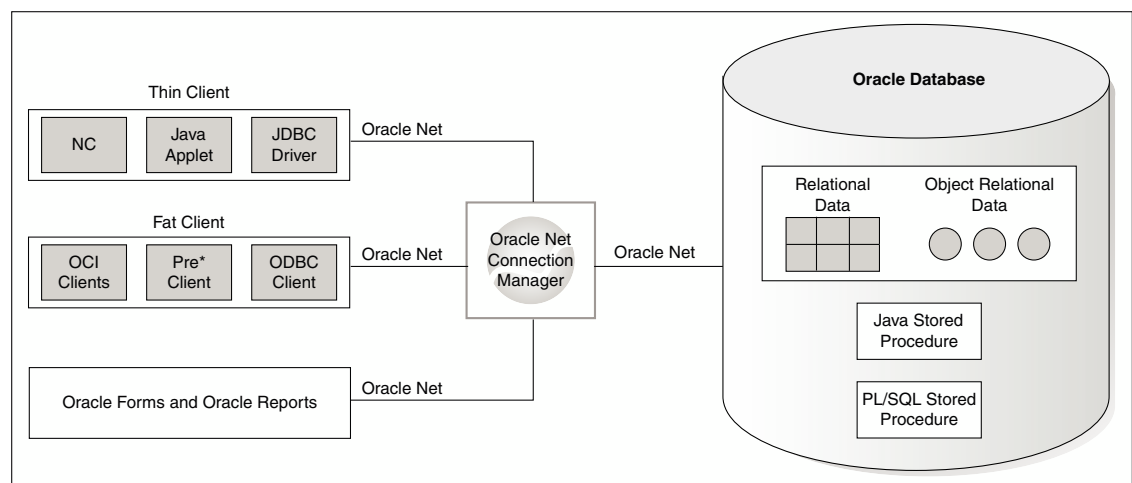 Thin Client
NC
Java
Applet
JDBC
Driver
Oracle Net
Fat Client
OCI
Clients
Pre*
Client
ODBC
Client
Oracle Net
Oracle Forms and Oracle Reports
Oracle Net
Oracle Net
Connection
Manager
Oracle Net
Oracle Database
Relational
Data
Object Relational
Data
Java Stored
Procedure
PL/SQL Stored
Procedure